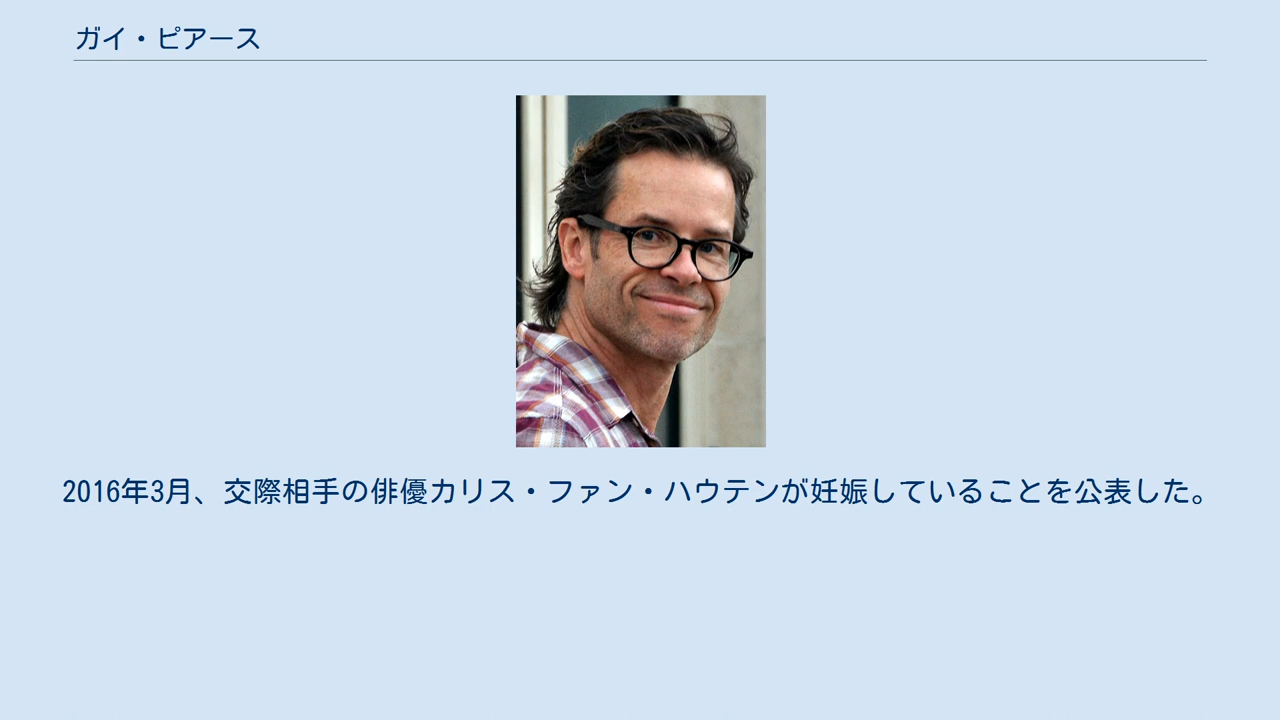 ガイ・ピアース
2016年3月、交際相手の俳優カリス・ファン・ハウテンが妊娠していることを公表した。